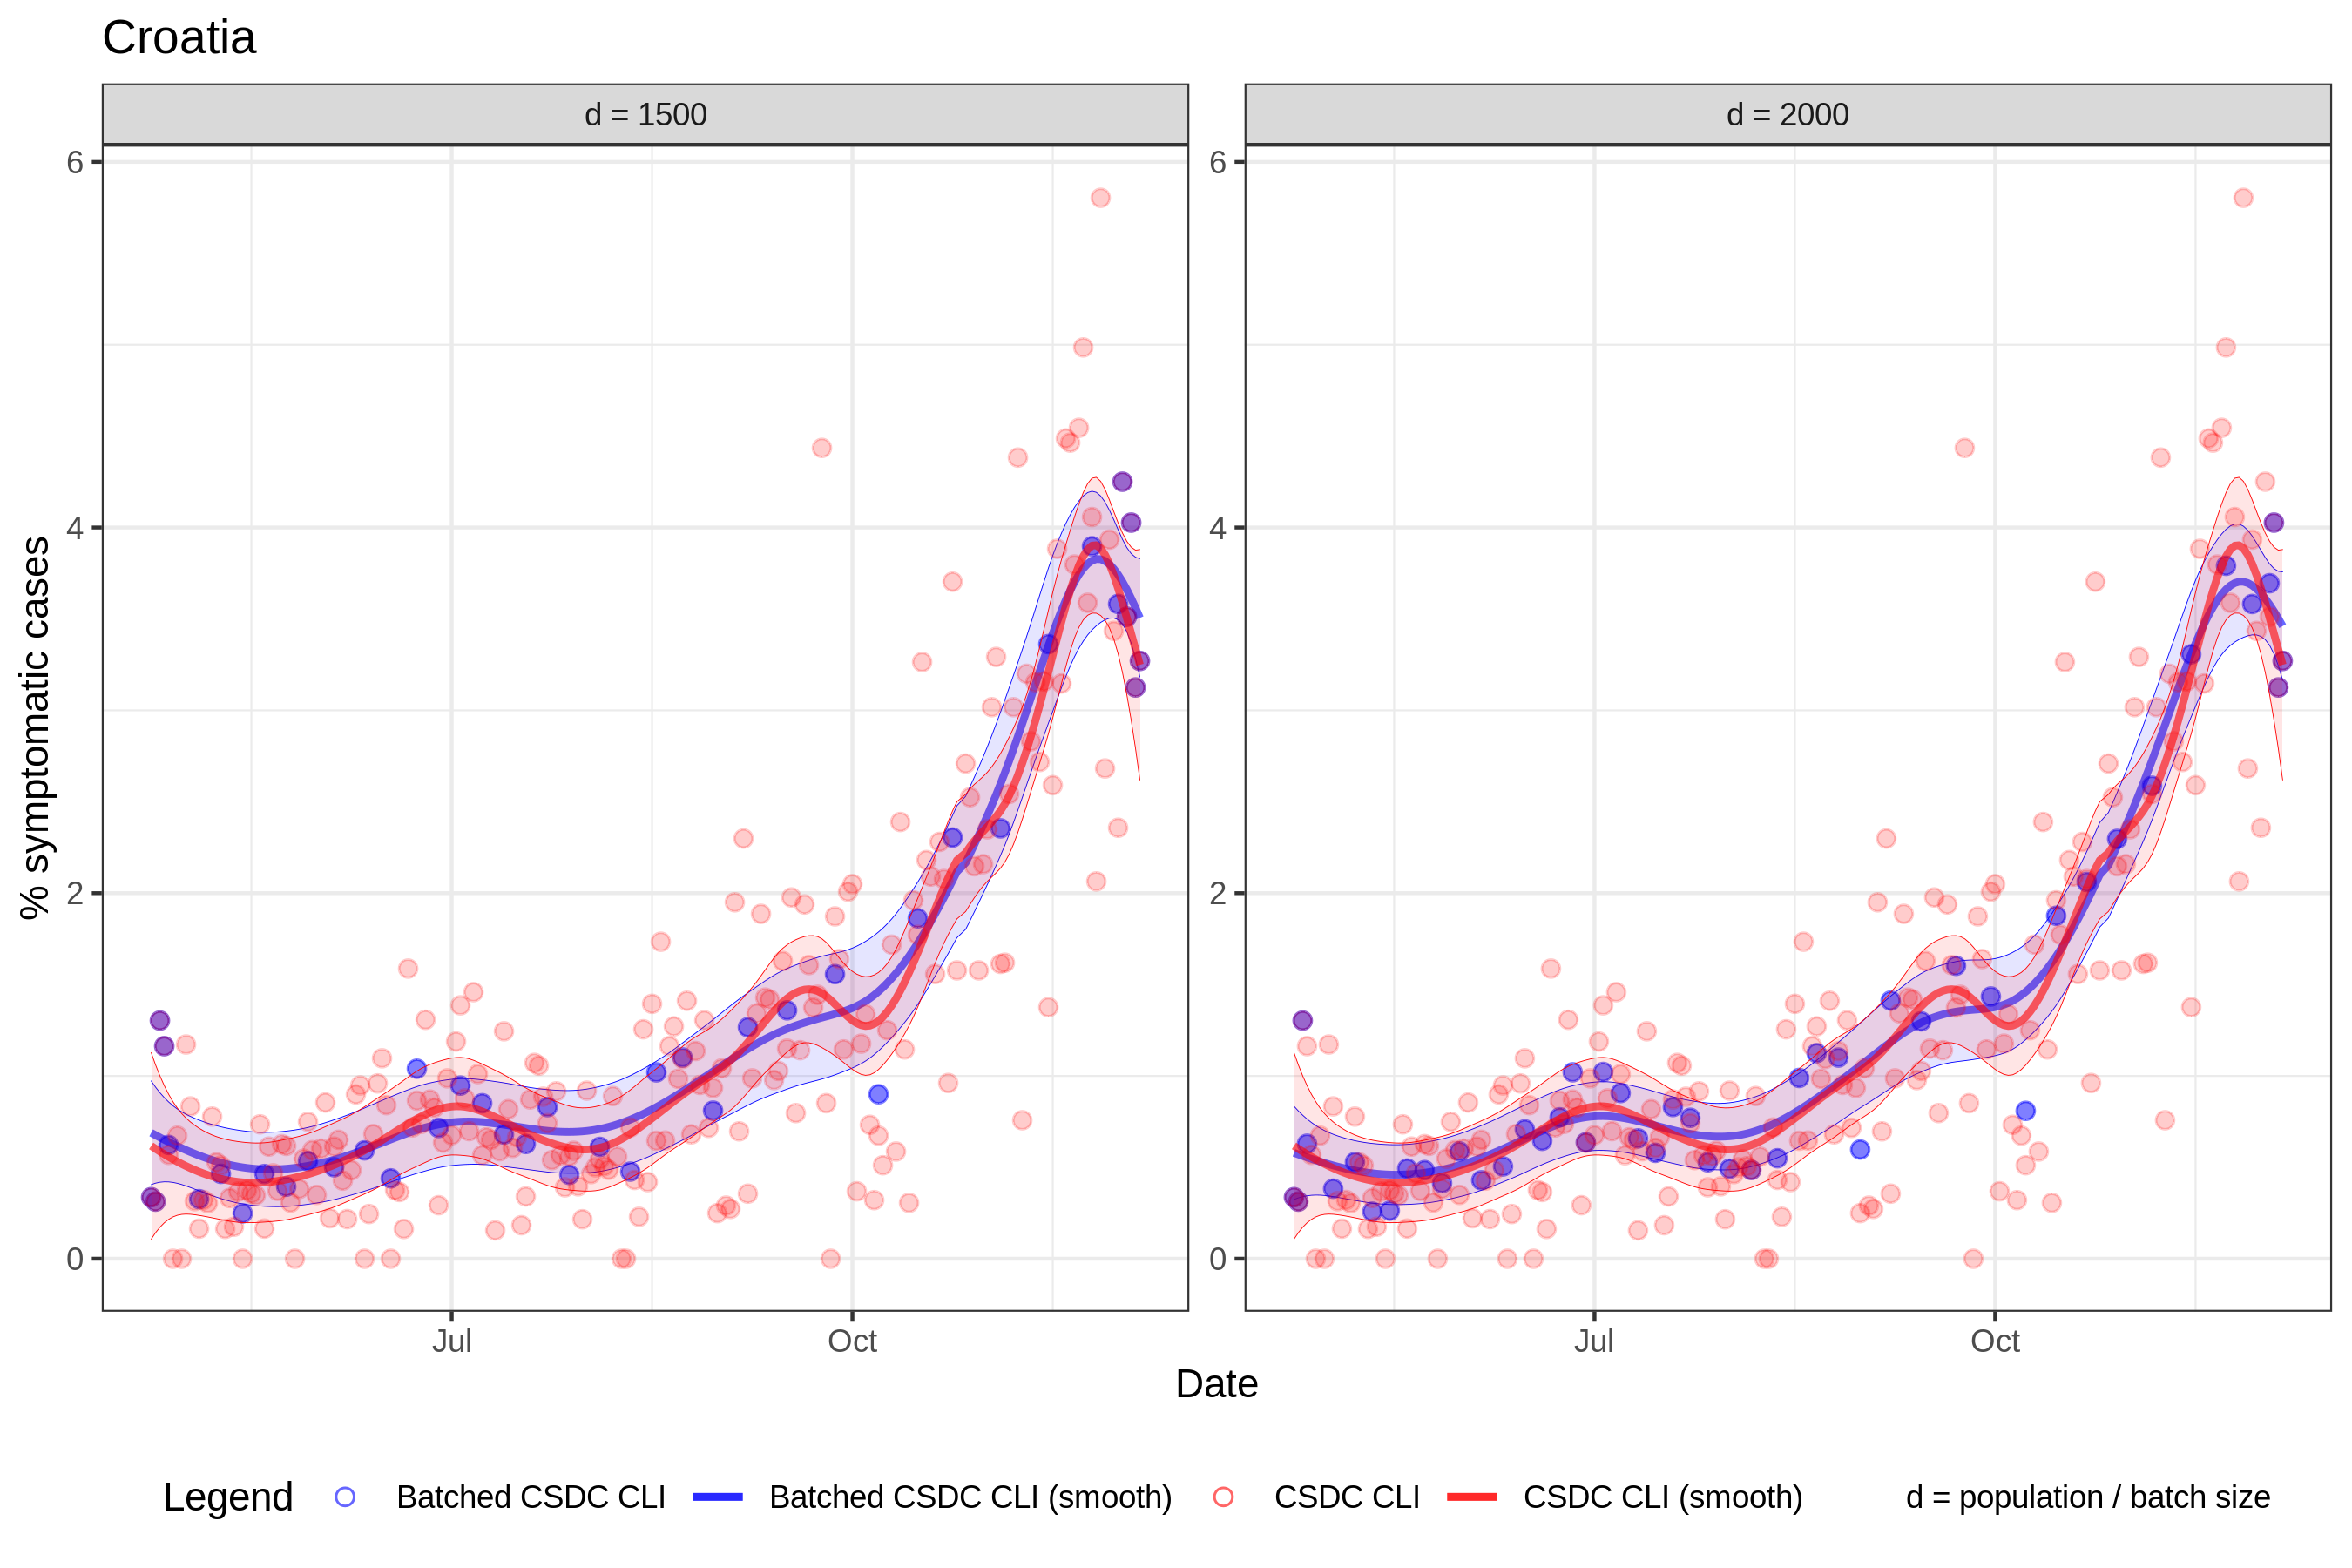 Croatia
d = 1500
d = 2000
% symptomatic cases
6
4
2
0
6
4
2
0
Jul
Oct
Jul
Oct
Date
Legend
Batched CSDC CLI
Batched CSDC CLI (smooth)
CSDC CLI
CSDC CLI (smooth)
d = population / batch size